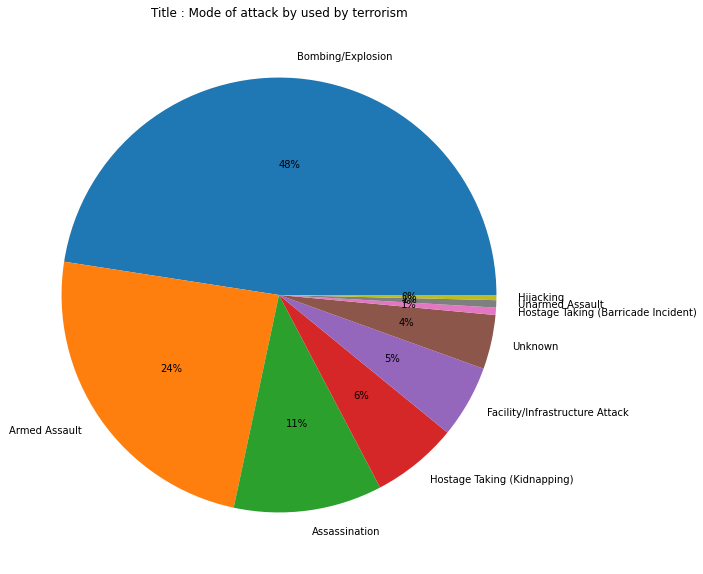 Title : Mode of attack by used by terrorism
Bombing/Explosion
48%
Hijacking
Unarmed Assault
Hostage Taking (Barricade Incident)
0%
1%
4%
Unknown
5%
24%
6%
Facility/Infrastructure Attack
11%
Armed Assault
Hostage Taking (Kidnapping)
Assassination